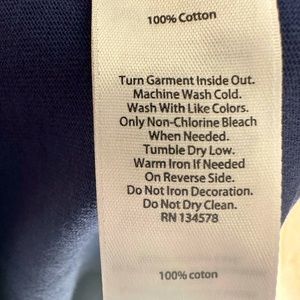 100% Cotton
Turn Garment Inside Out.
Machine Wash Cold.
Wash With Like Colors.
Only Non-Chlorine Bleach
When Needed.
Tumble Dry Low.
Warm Iron If Needed
On Reverse Side.
Do Not Iron Decoration.
Do Not Dry Clean.
RN 134578
100% coton